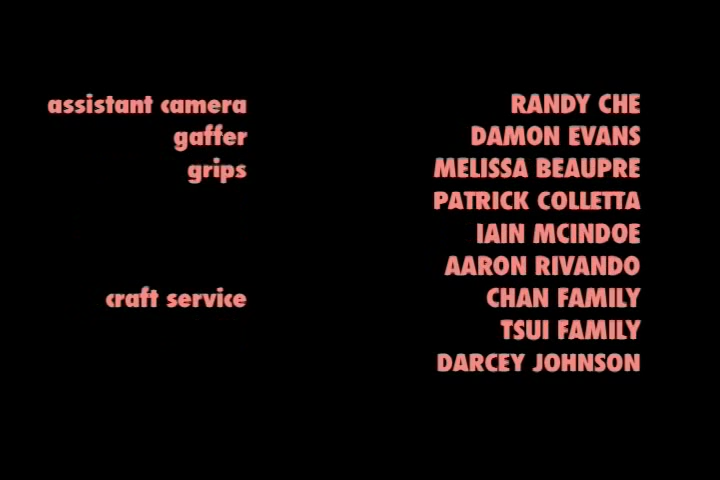 assistant camera RANDY CHE
gaffer DAMON EVANS
grips MELISSA BEAUPRE
PATRICK COLLETTA
IAIN MCINDOE
AARON RIVANDO
craft service CHAN FAMILY
TSUI FAMILY
DARCEY JOHNSON